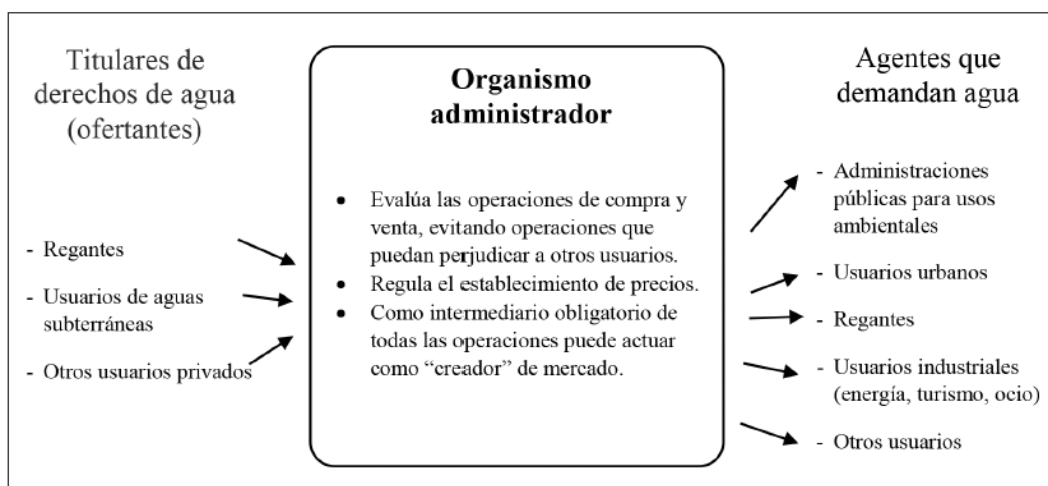 Titulares de
derechos de agua
(ofertantes)
- Regantes
- Usuarios de aguas
subterráneas
- Otros usuarios privados
Organismo
administrador
• Evalúa las operaciones de compra y
venta, evitando operaciones que
puedan perjudicar a otros usuarios.
• Regula el establecimiento de precios.
• Como intermediario obligatorio de
todas las operaciones puede actuar
como “creador” de mercado.
Agentes que
demandan agua
- Administraciones
públicas para usos
ambientales
- Usuarios urbanos
- Regantes
- Usuarios industriales
(energía, turismo, ocio)
- Otros usuarios